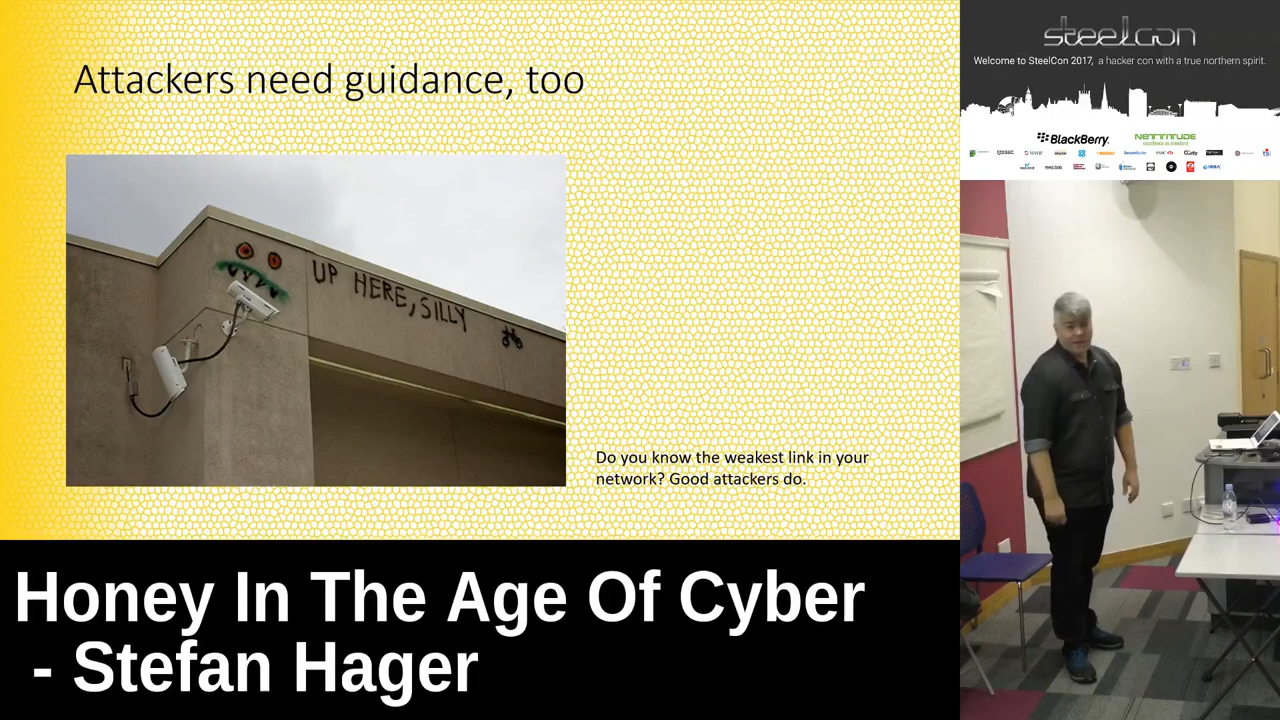 Attackers need guidance, too
UP HERE, SILLY
Do you know the weakest link in your
network? Good attackers do.
Honey In The Age Of Cyber
- Stefan Hager
steelcon
Welcome to SteelCon 2017, a hacker con with a true northern spirit.
BlackBerry
NETTITUDE